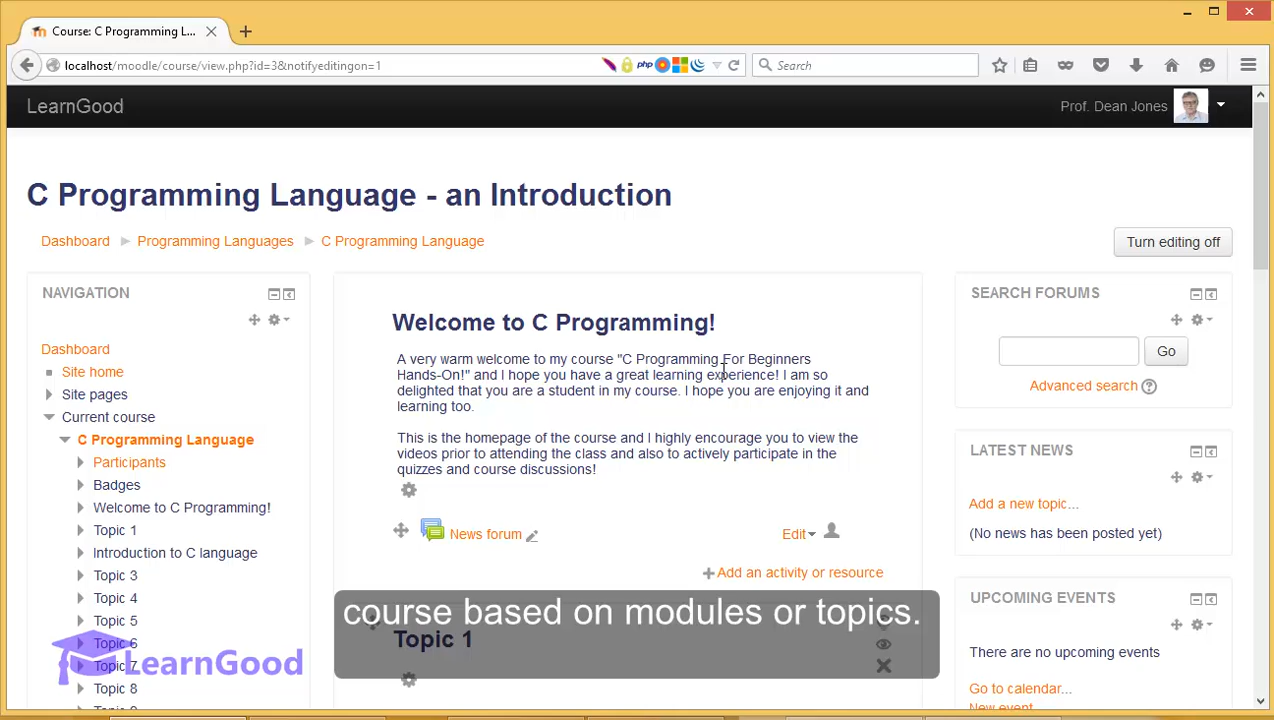 Course: C Programming L...
localhost/moodle/course/view.php?id=3&notifyeditingon=1
php
Search
LearnGood
Prof. Dean Jones
C Programming Language - an Introduction
Dashboard
Programming Languages
C Programming Language
Turn editing off
NAVIGATION
Dashboard
Site home
Site pages
Current course
C Programming Language
Participants
Badges
Welcome to C Programming!
Topic 1
Introduction to C language
Topic 3
Topic 4
Topic 5
Topic 6
Topic 7
Topic 8
LearnGood
Welcome to C Programming!
A very warm welcome to my course "C Programming For Beginners
Hands-On!" and I hope you have a great learning experience! I am so
delighted that you are a student in my course. I hope you are enjoying it and
learning too.
This is the homepage of the course and I highly encourage you to view the
videos prior to attending the class and also to actively participate in the
quizzes and course discussions!
News forum
Edit
Add an activity or resource
course based on modules or topics.
Topic 1
SEARCH FORUMS
Go
Advanced search
LATEST NEWS
Add a new topic...
(No news has been posted yet)
UPCOMING EVENTS
There are no upcoming events
Go to calendar...
New event